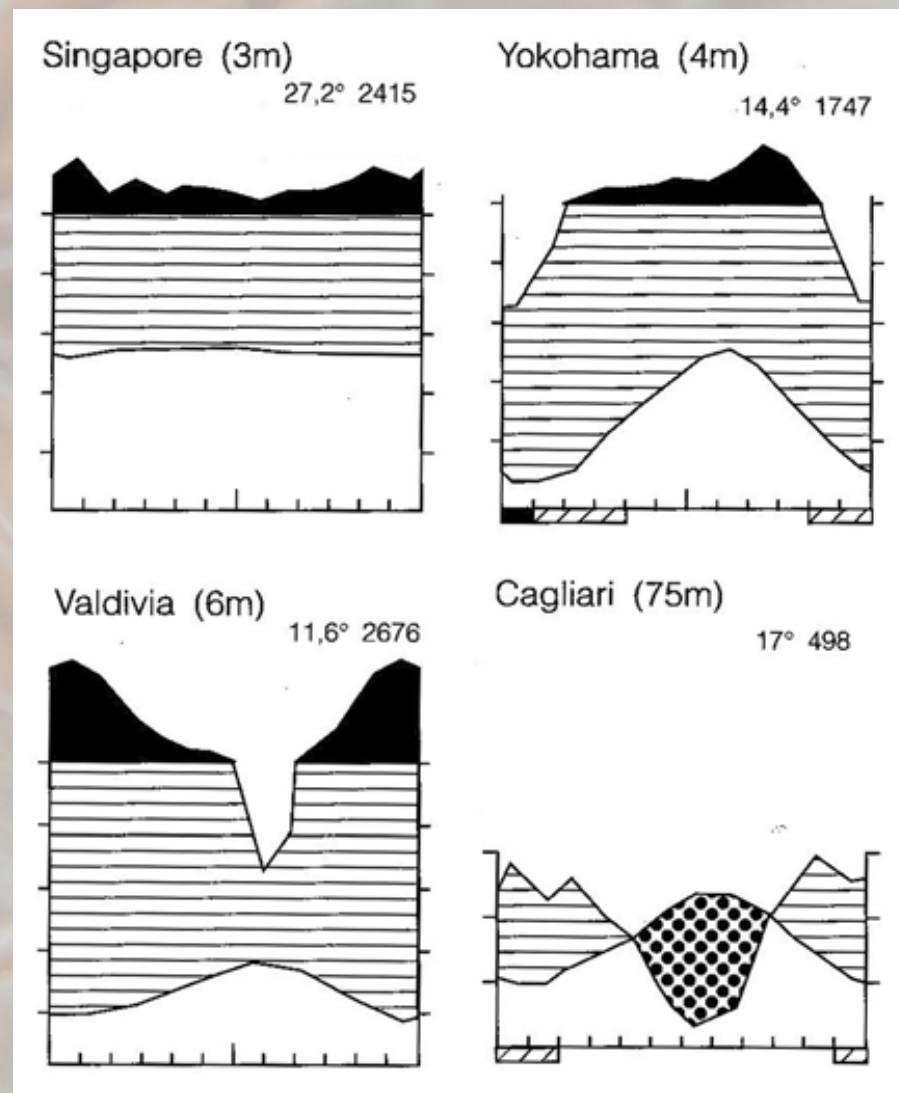 Singapore (3m)
27,2° 2415
Yokohama (4m)
14,4° 1747
Valdivia (6m)
11,6° 2676
Cagliari (75m)
17° 498